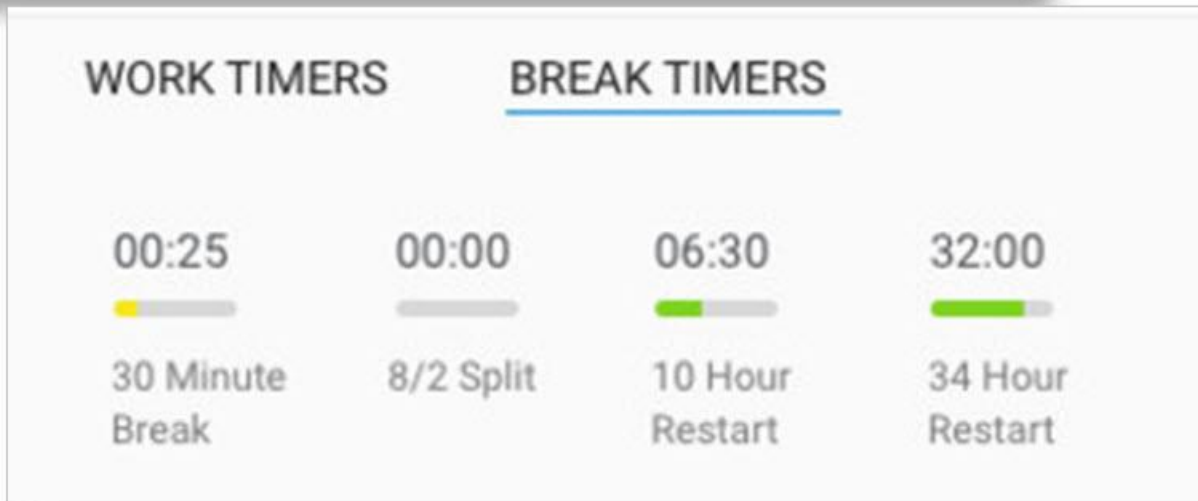 WORK TIMERS BREAK TIMERS
00:25 00:00 06:30 32:00
30 Minute 8/2 Split 10 Hour 34 Hour
Break Restart Restart